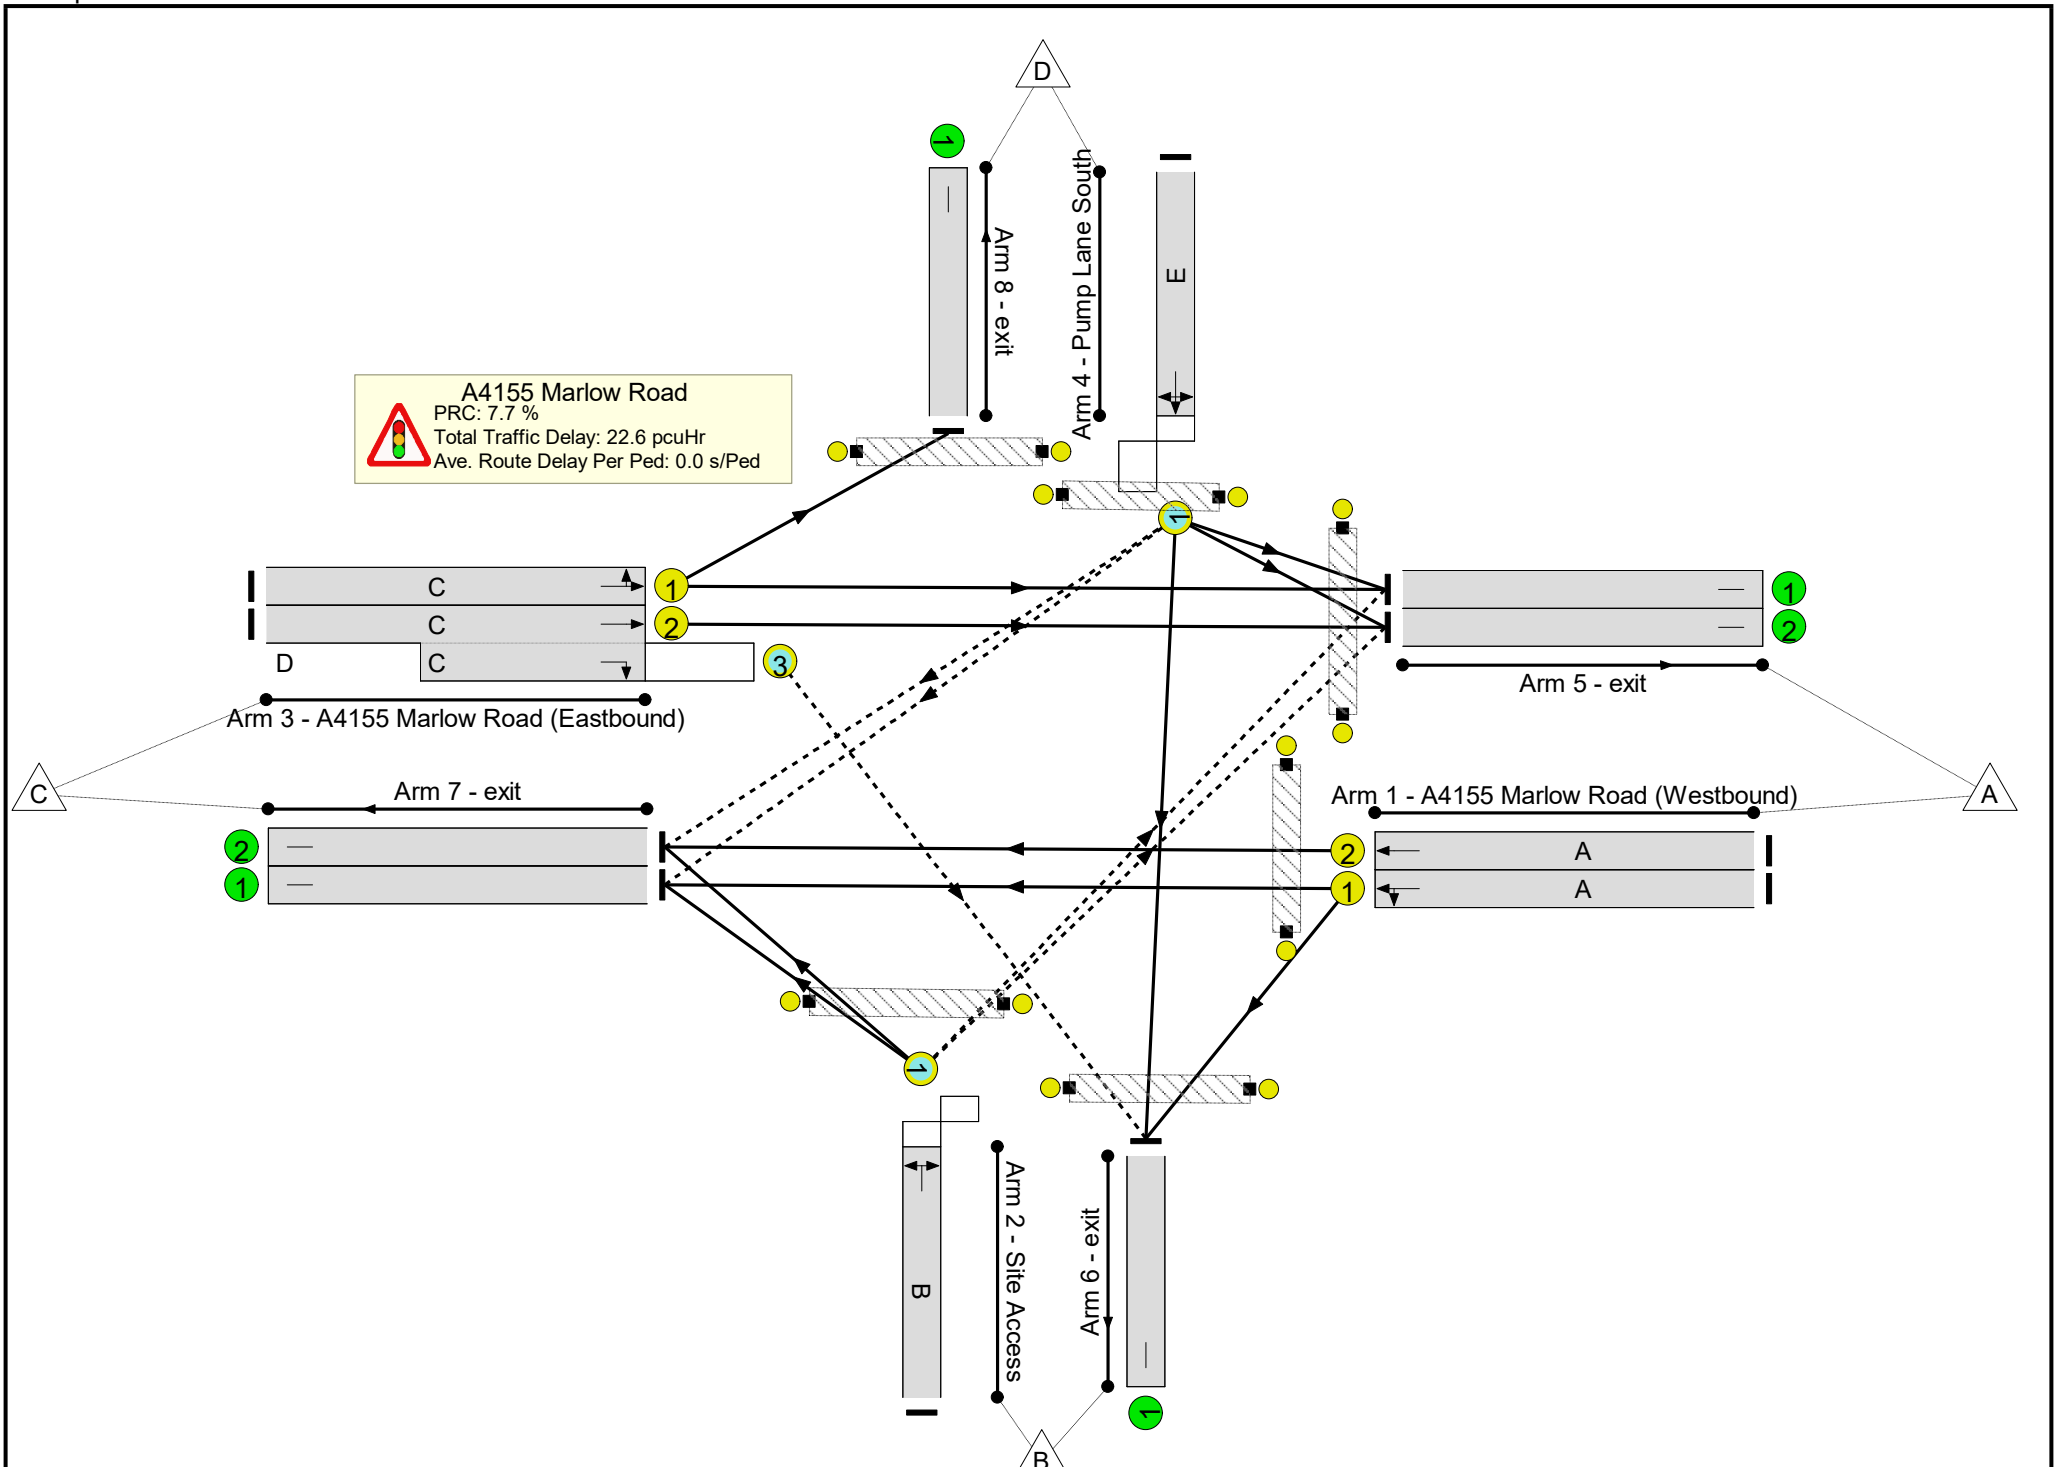 D
1
Arm 8 - exit
Arm 4 - Pump Lane South
E
A4155 Marlow Road
PRC: 7.7 %
Total Traffic Delay: 22.6 pcuHr
Ave. Route Delay Per Ped: 0.0 s/Ped
1
C
1
1
C
2
2
D
C
3
Arm 5 - exit
Arm 3 - A4155 Marlow Road (Eastbound)
C
Arm 7 - exit
Arm 1 - A4155 Marlow Road (Westbound)
A
2
2
A
1
1
A
1
Arm 2 - Site Access
Arm 6 - exit
B
1
B